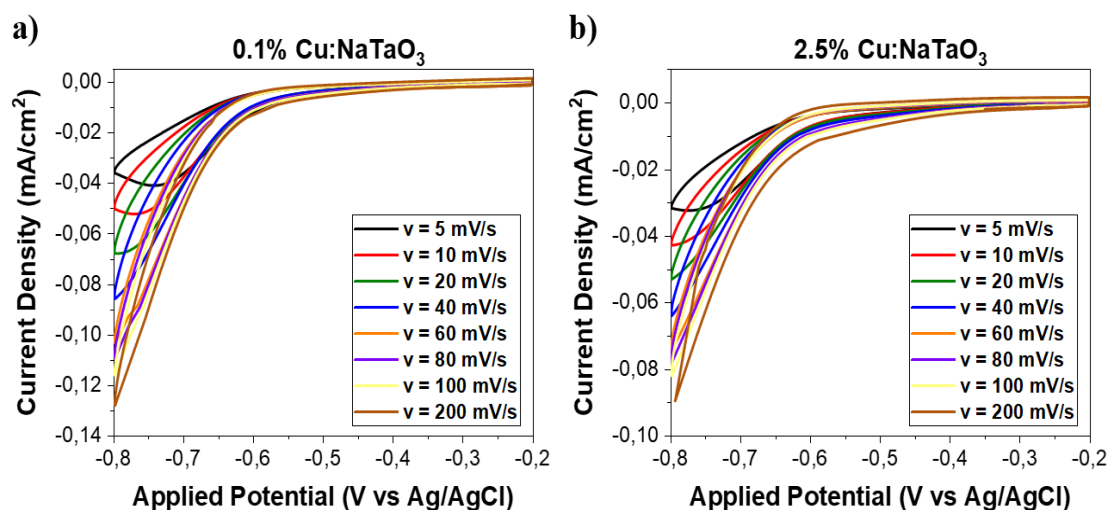 a)
0.1% Cu:NaTaO₃
0,00
-0,02
-0,04
-0,06
-0,08
-0,10
-0,12
-0,14
Current Density (mA/cm²)
v = 5 mV/s
v = 10 mV/s
v = 20 mV/s
v = 40 mV/s
v = 60 mV/s
v = 80 mV/s
v = 100 mV/s
v = 200 mV/s
-0,8 -0,7 -0,6 -0,5 -0,4 -0,3 -0,2
Applied Potential (V vs Ag/AgCl)
b)
2.5% Cu:NaTaO₃
0,00
-0,02
-0,04
-0,06
-0,08
-0,10
Current Density (mA/cm²)
v = 5 mV/s
v = 10 mV/s
v = 20 mV/s
v = 40 mV/s
v = 60 mV/s
v = 80 mV/s
v = 100 mV/s
v = 200 mV/s
-0,8 -0,7 -0,6 -0,5 -0,4 -0,3 -0,2
Applied Potential (V vs Ag/AgCl)